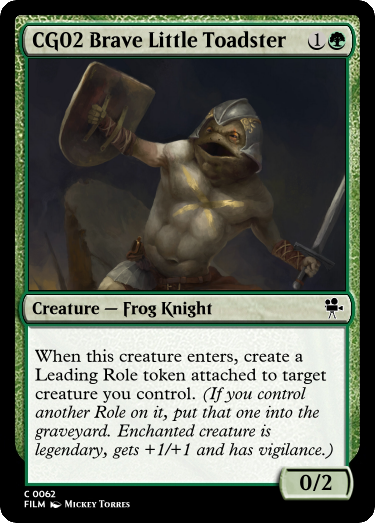 CG02 Brave Little Toadster 1
Creature — Frog Knight
When this creature enters, create a
Leading Role token attached to target
creature you control. (If you control
another Role on it, put that one into the
graveyard. Enchanted creature is
legendary, gets +1/+1 and has vigilance.)
0/2
C 0062
FILM Mickey Torres